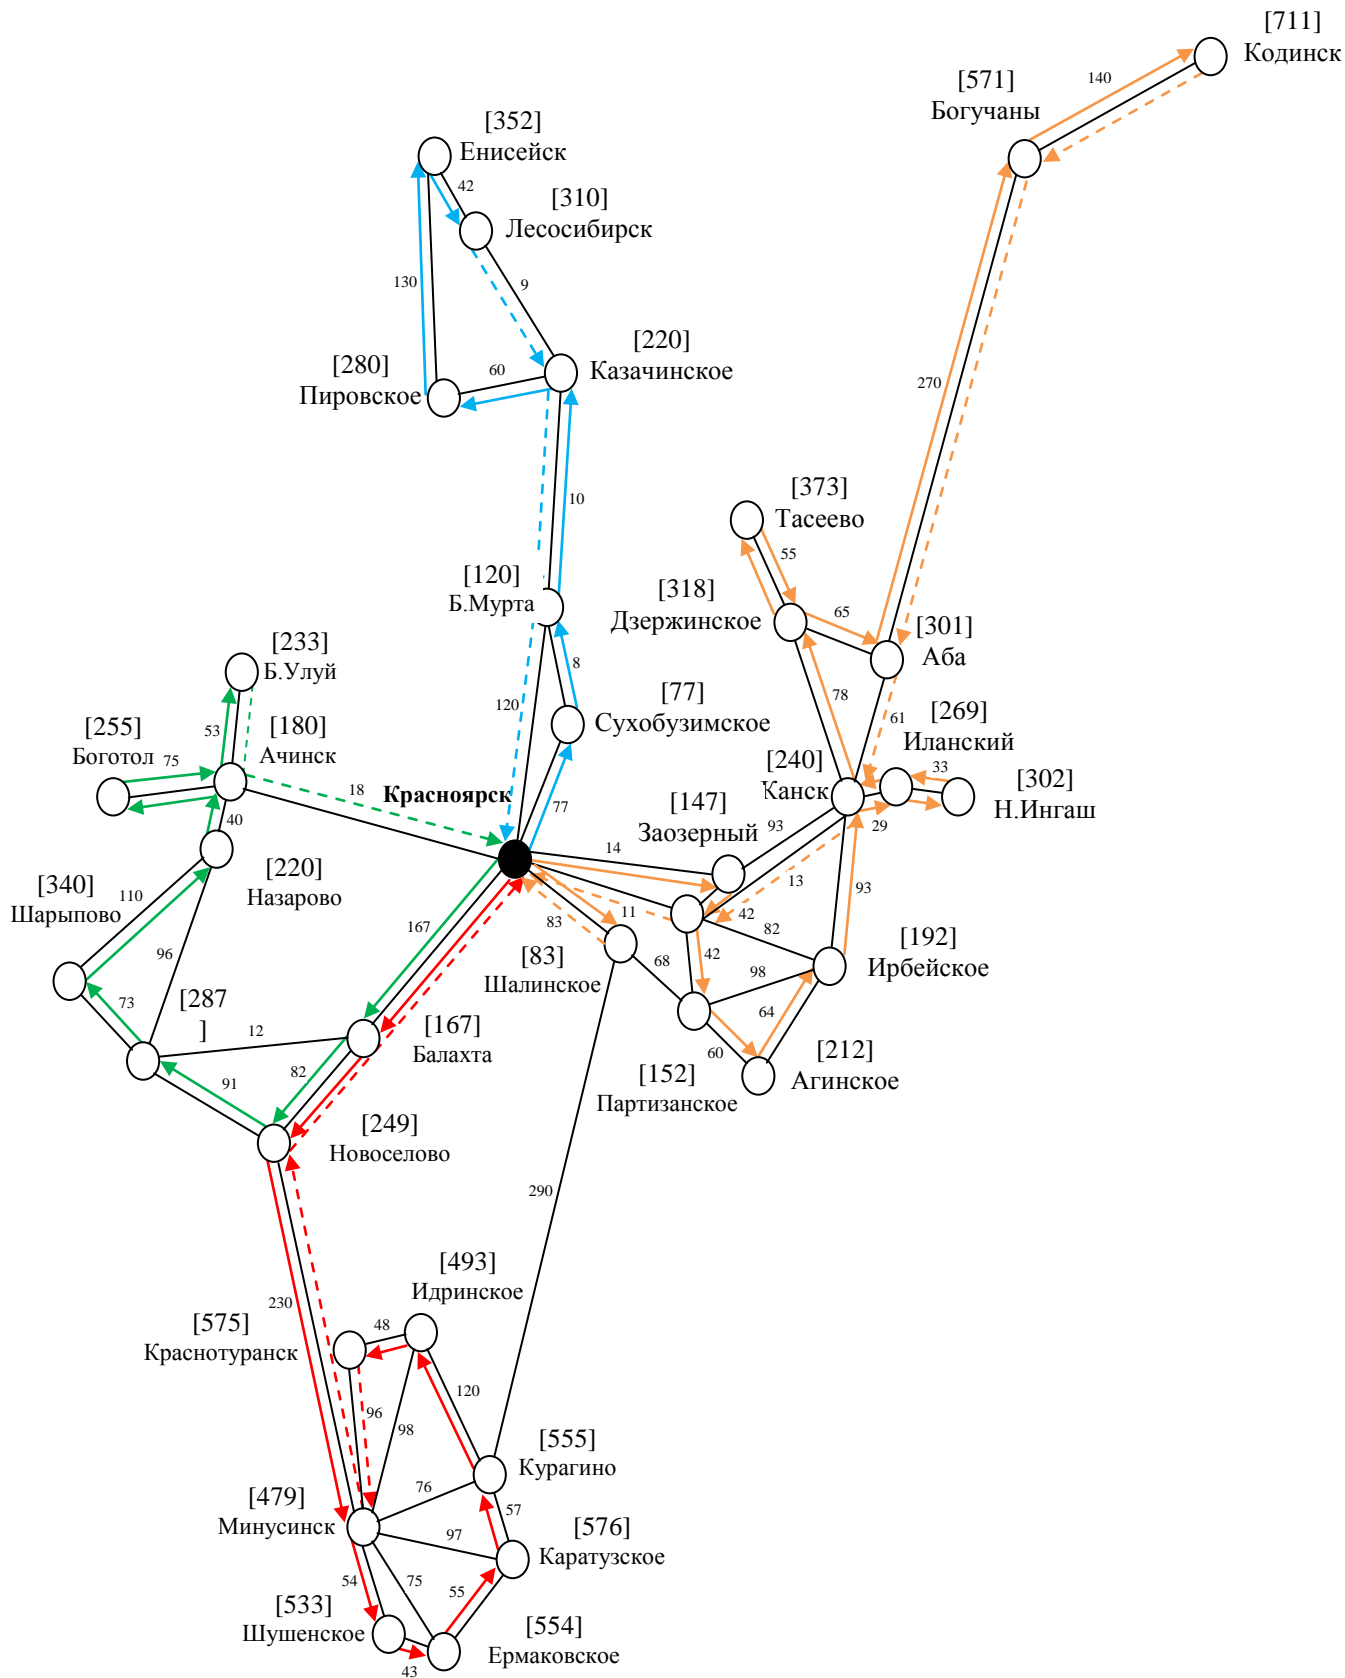 [711]
Кодинск
140
[571]
Богучаны
[352]
Енисейск
42
[310]
Лесосибирск
130
9
[220]
Казачинское
[280]
Пировское
60
270
10
[373]
Тасеево
55
[120]
Б.Мурта
[318]
Дзержинское
65
[301]
Аба
[233]
Б.Улуй
8
[77]
Сухобузимское
78
120
61
[269]
Иланский
[255]
Боготол
75
53
[180]
Ачинск
33
[302]
Н.Ингаш
[240]
Канск
18
Красноярск
77
[147]
Заозерный
93
29
40
14
[340]
Шарыпово
110
[220]
Назарово
13
42
11
83
167
82
93
42
[192]
Ирбейское
96
68
98
[83]
Шалинское
73
[287
]
64
12
[167]
Балахта
60
[212]
Агинское
82
91
[152]
Партизанское
[249]
Новоселово
290
[493]
Идринское
230
48
[575]
Краснотуранск
120
96
98
[555]
Курагино
76
[479]
Минусинск
57
97
[576]
Каратузское
54
75
55
[533]
Шушенское
[554]
Ермаковское
43